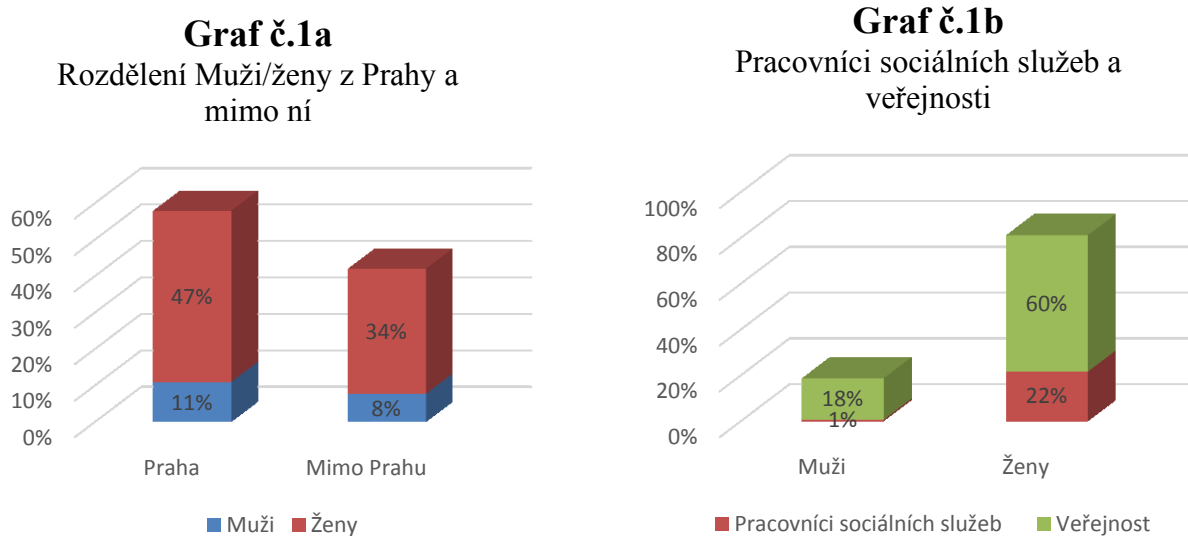 Graf č.1a
Rozdělení Muži/ženy z Prahy a
mimo ní
60%
50%
40%
30%
20%
10%
0%
47%
11%
34%
8%
Praha
Mimo Prahu
Muži
Ženy
Graf č.1b
Pracovníci sociálních služeb a
veřejnosti
100%
80%
60%
40%
20%
0%
18%
1%
60%
22%
Muži
Ženy
Pracovníci sociálních služeb
Veřejnost